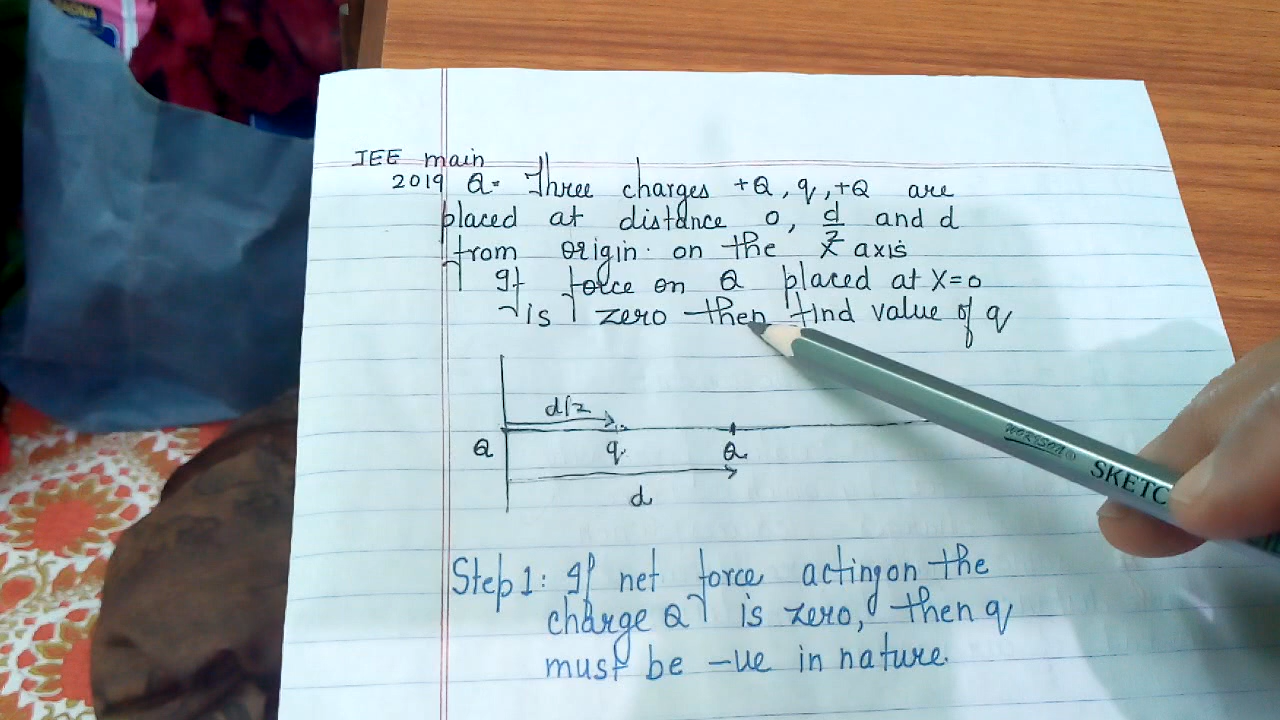 JEE main
2019 Q. Three charges +Q, q, +Q are
placed at distance 0, d/2 and d
from origin. on the X axis
If force on Q placed at X=0
is zero then find value of q
d/2
Q q. Q
d
Step 1: If net force acting on the
charge Q is zero, then q
must be -ve in nature.
WORISON
SKETC